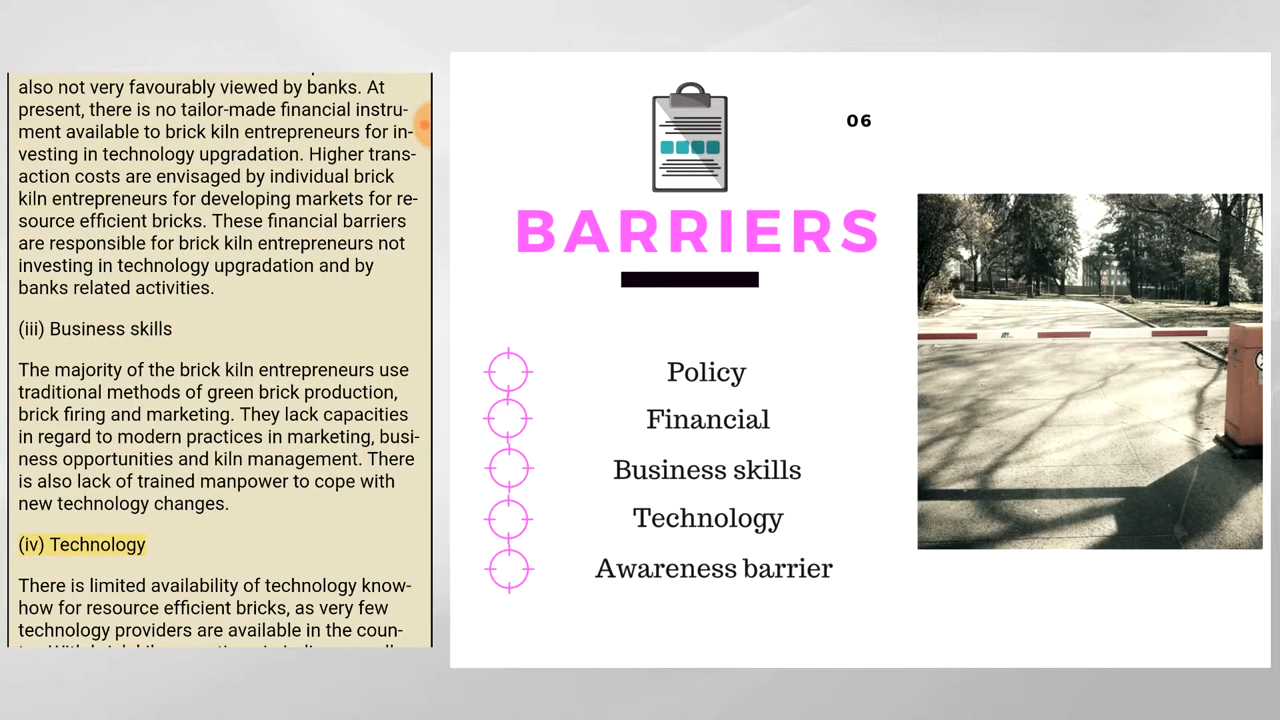 also not very favourably viewed by banks. At
present, there is no tailor-made financial instru-
ment available to brick kiln entrepreneurs for in-
vesting in technology upgradation. Higher trans-
action costs are envisaged by individual brick
kiln entrepreneurs for developing markets for re-
source efficient bricks. These financial barriers
are responsible for brick kiln entrepreneurs not
investing in technology upgradation and by
banks related activities.
(iii) Business skills
The majority of the brick kiln entrepreneurs use
traditional methods of green brick production,
brick firing and marketing. They lack capacities
in regard to modern practices in marketing, busi-
ness opportunities and kiln management. There
is also lack of trained manpower to cope with
new technology changes.
(iv) Technology
There is limited availability of technology know-
how for resource efficient bricks, as very few
technology providers are available in the coun-
06
BARRIERS
Policy
Financial
Business skills
Technology
Awareness barrier